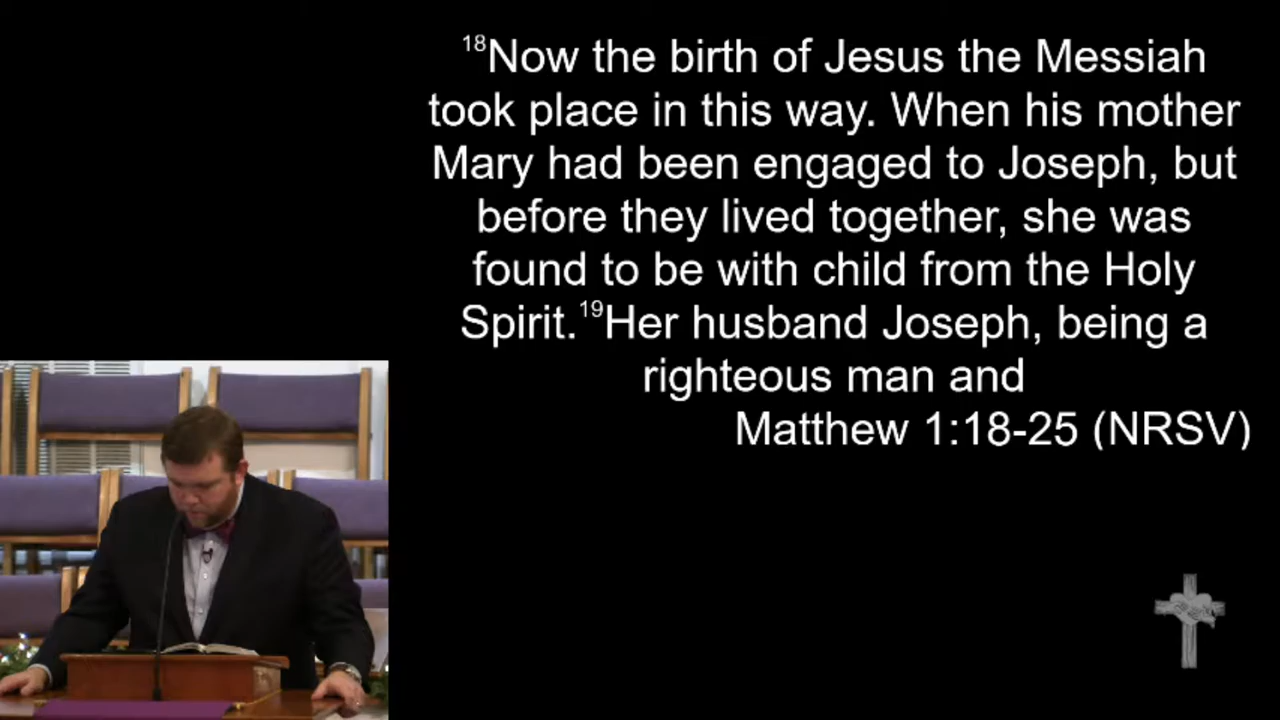 18Now the birth of Jesus the Messiah
took place in this way. When his mother
Mary had been engaged to Joseph, but
before they lived together, she was
found to be with child from the Holy
Spirit.19Her husband Joseph, being a
righteous man and
Matthew 1:18-25 (NRSV)